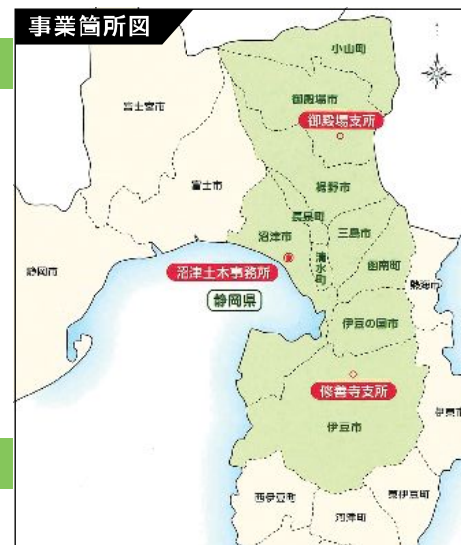 事業箇所図
小山町
御殿場市
御殿場支所
富士宮市
富士市
裾野市
長泉町
沼津市
三島市
清水町
函南町
沼津土木事務所
静岡市
静岡県
熱海市
伊豆の国市
修善寺支所
伊東市
伊豆市
西伊豆町
東伊豆町
河津町